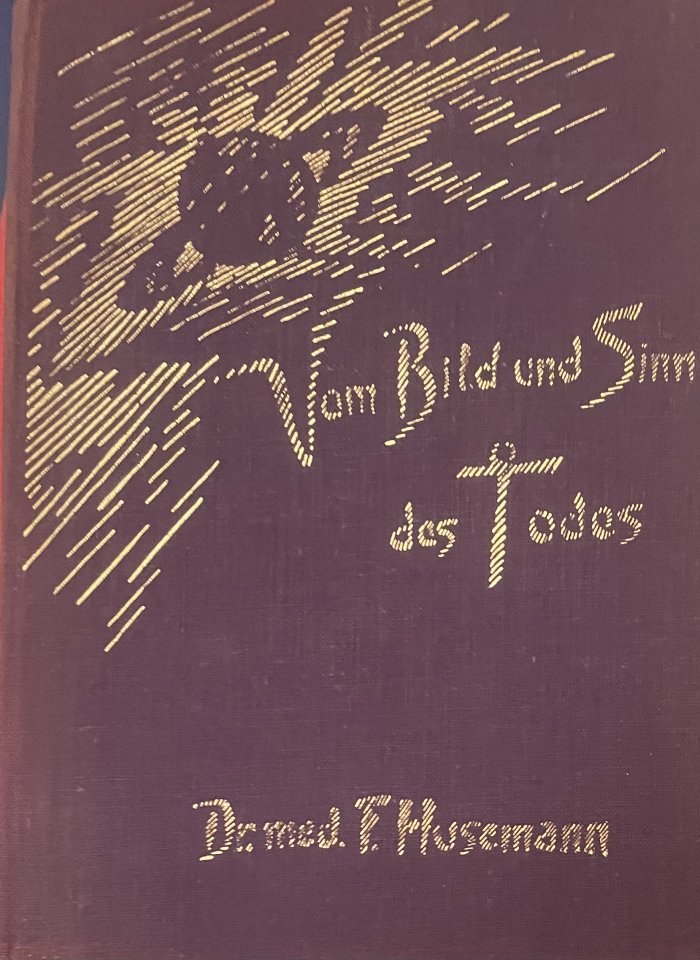 Vom Bild und Sinn
des Todes
Dr. med. F. Husemann